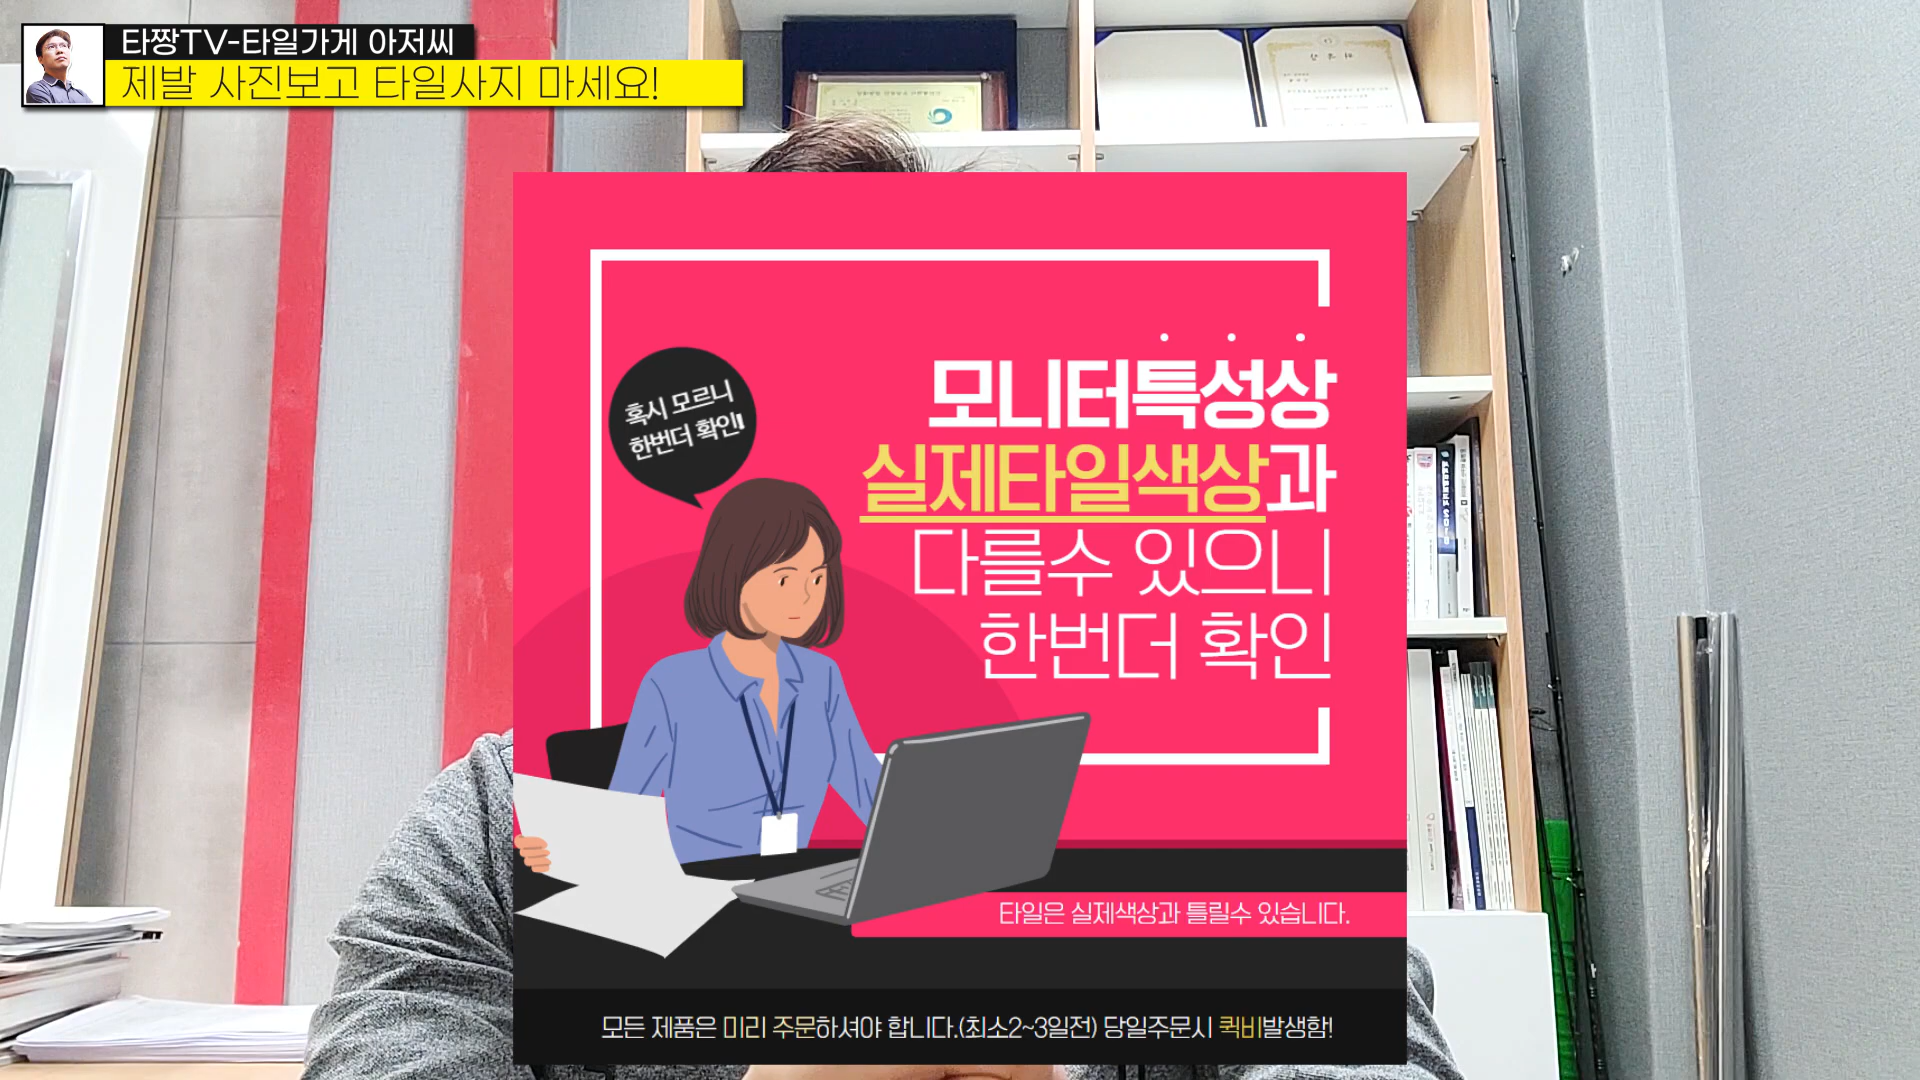 타짱TV-타일가게 아저씨
제발 사진보고 타일사지 마세요!
혹시 모르니
한번더 확인!
모니터특성상
실제타일색상과
다를수 있으니
한번더 확인
타일은 실제색상과 틀릴수 있습니다.
모든 제품은 미리 주문하셔야 합니다.(최소2~3일전) 당일주문시 퀵비발생함!